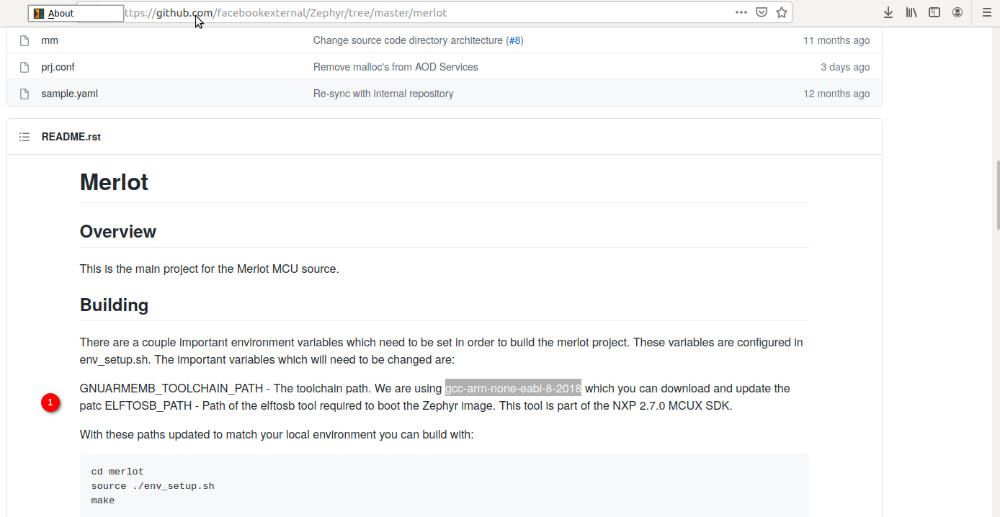 About
ttps://github.com/facebookexternal/Zephyr/tree/master/merlot
mm Change source code directory architecture (#8) 11 months ago
prj.conf Remove malloc's from AOD Services 3 days ago
sample.yaml Re-sync with internal repository 12 months ago
README.rst
Merlot
Overview
This is the main project for the Merlot MCU source.
Building
There are a couple important environment variables which need to be set in order to build the merlot project. These variables are configured in
env_setup.sh. The important variables which will need to be changed are:
GNUARMEMB_TOOLCHAIN_PATH - The toolchain path. We are using gcc-arm-none-eabl-8-2018 which you can download and update the
1 patc ELFTOSB_PATH - Path of the elftosb tool required to boot the Zephyr image. This tool is part of the NXP 2.7.0 MCUX SDK.
With these paths updated to match your local environment you can build with:
cd merlot
source ./env_setup.sh
make